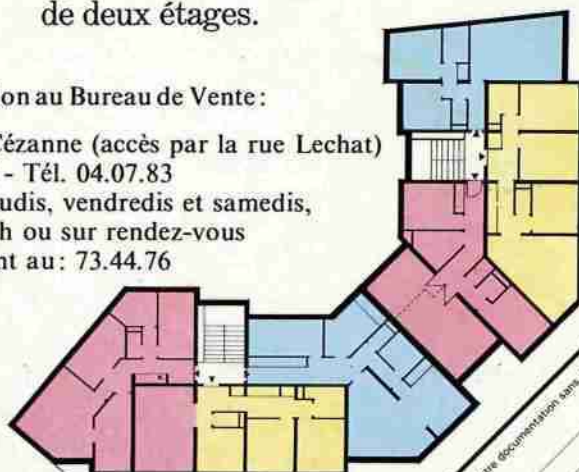 de deux étages.
on au Bureau de Vente:
Cézanne (accès par la rue Lechat)
- Tél. 04.07.83
udis, vendredis et samedis,
h ou sur rendez-vous
nt au: 73.44.76
documentation sans